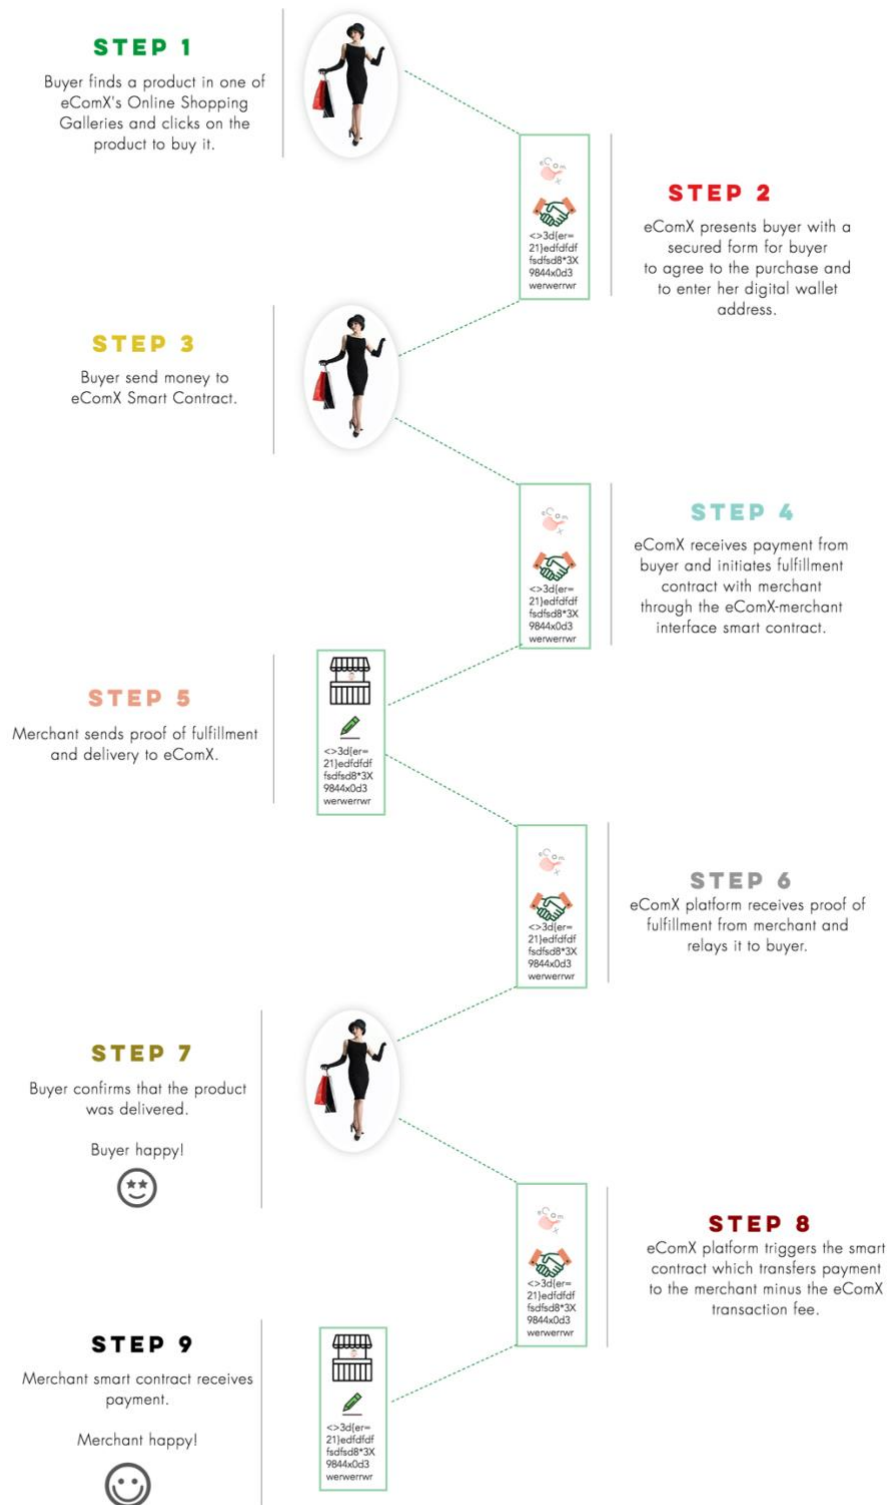 STEP 1
Buyer finds a product in one of
eComX's Online Shopping
Galleries and clicks on the
product to buy it.
eCom
X
<>3d{er=
21}edfdfdf
fsdfsd8*3X
9844x0d3
werwerrwr
STEP 2
eComX presents buyer with a
secured form for buyer
to agree to the purchase and
to enter her digital wallet
address.
STEP 3
Buyer send money to
eComX Smart Contract.
eCom
X
<>3d{er=
21}edfdfdf
fsdfsd8*3X
9844x0d3
werwerrwr
STEP 4
eComX receives payment from
buyer and initiates fulfillment
contract with merchant
through the eComX-merchant
interface smart contract.
STEP 5
Merchant sends proof of fulfillment
and delivery to eComX.
<>3d{er=
21}edfdfdf
fsdfsd8*3X
9844x0d3
werwerrwr
eCom
X
<>3d{er=
21}edfdfdf
fsdfsd8*3X
9844x0d3
werwerrwr
STEP 6
eComX platform receives proof of
fulfillment from merchant and
relays it to buyer.
STEP 7
Buyer confirms that the product
was delivered.
Buyer happy!
eCom
X
<>3d{er=
21}edfdfdf
fsdfsd8*3X
9844x0d3
werwerrwr
STEP 8
eComX platform triggers the smart
contract which transfers payment
to the merchant minus the eComX
transaction fee.
STEP 9
Merchant smart contract receives
payment.
Merchant happy!
<>3d{er=
21}edfdfdf
fsdfsd8*3X
9844x0d3
werwerrwr